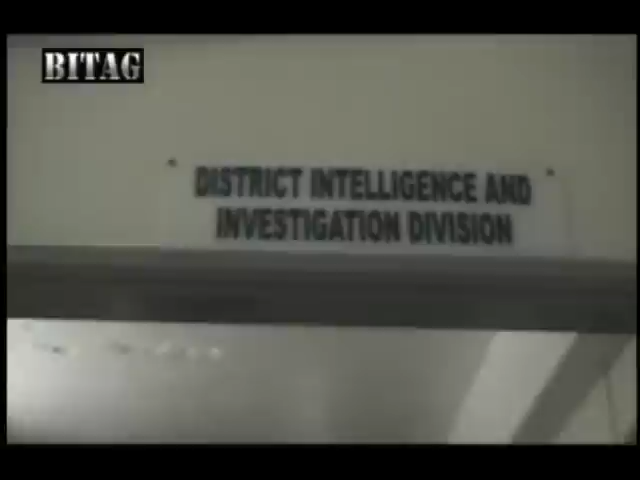 BITAG
DISTRICT INTELLIGENCE AND
INVESTIGATION DIVISION